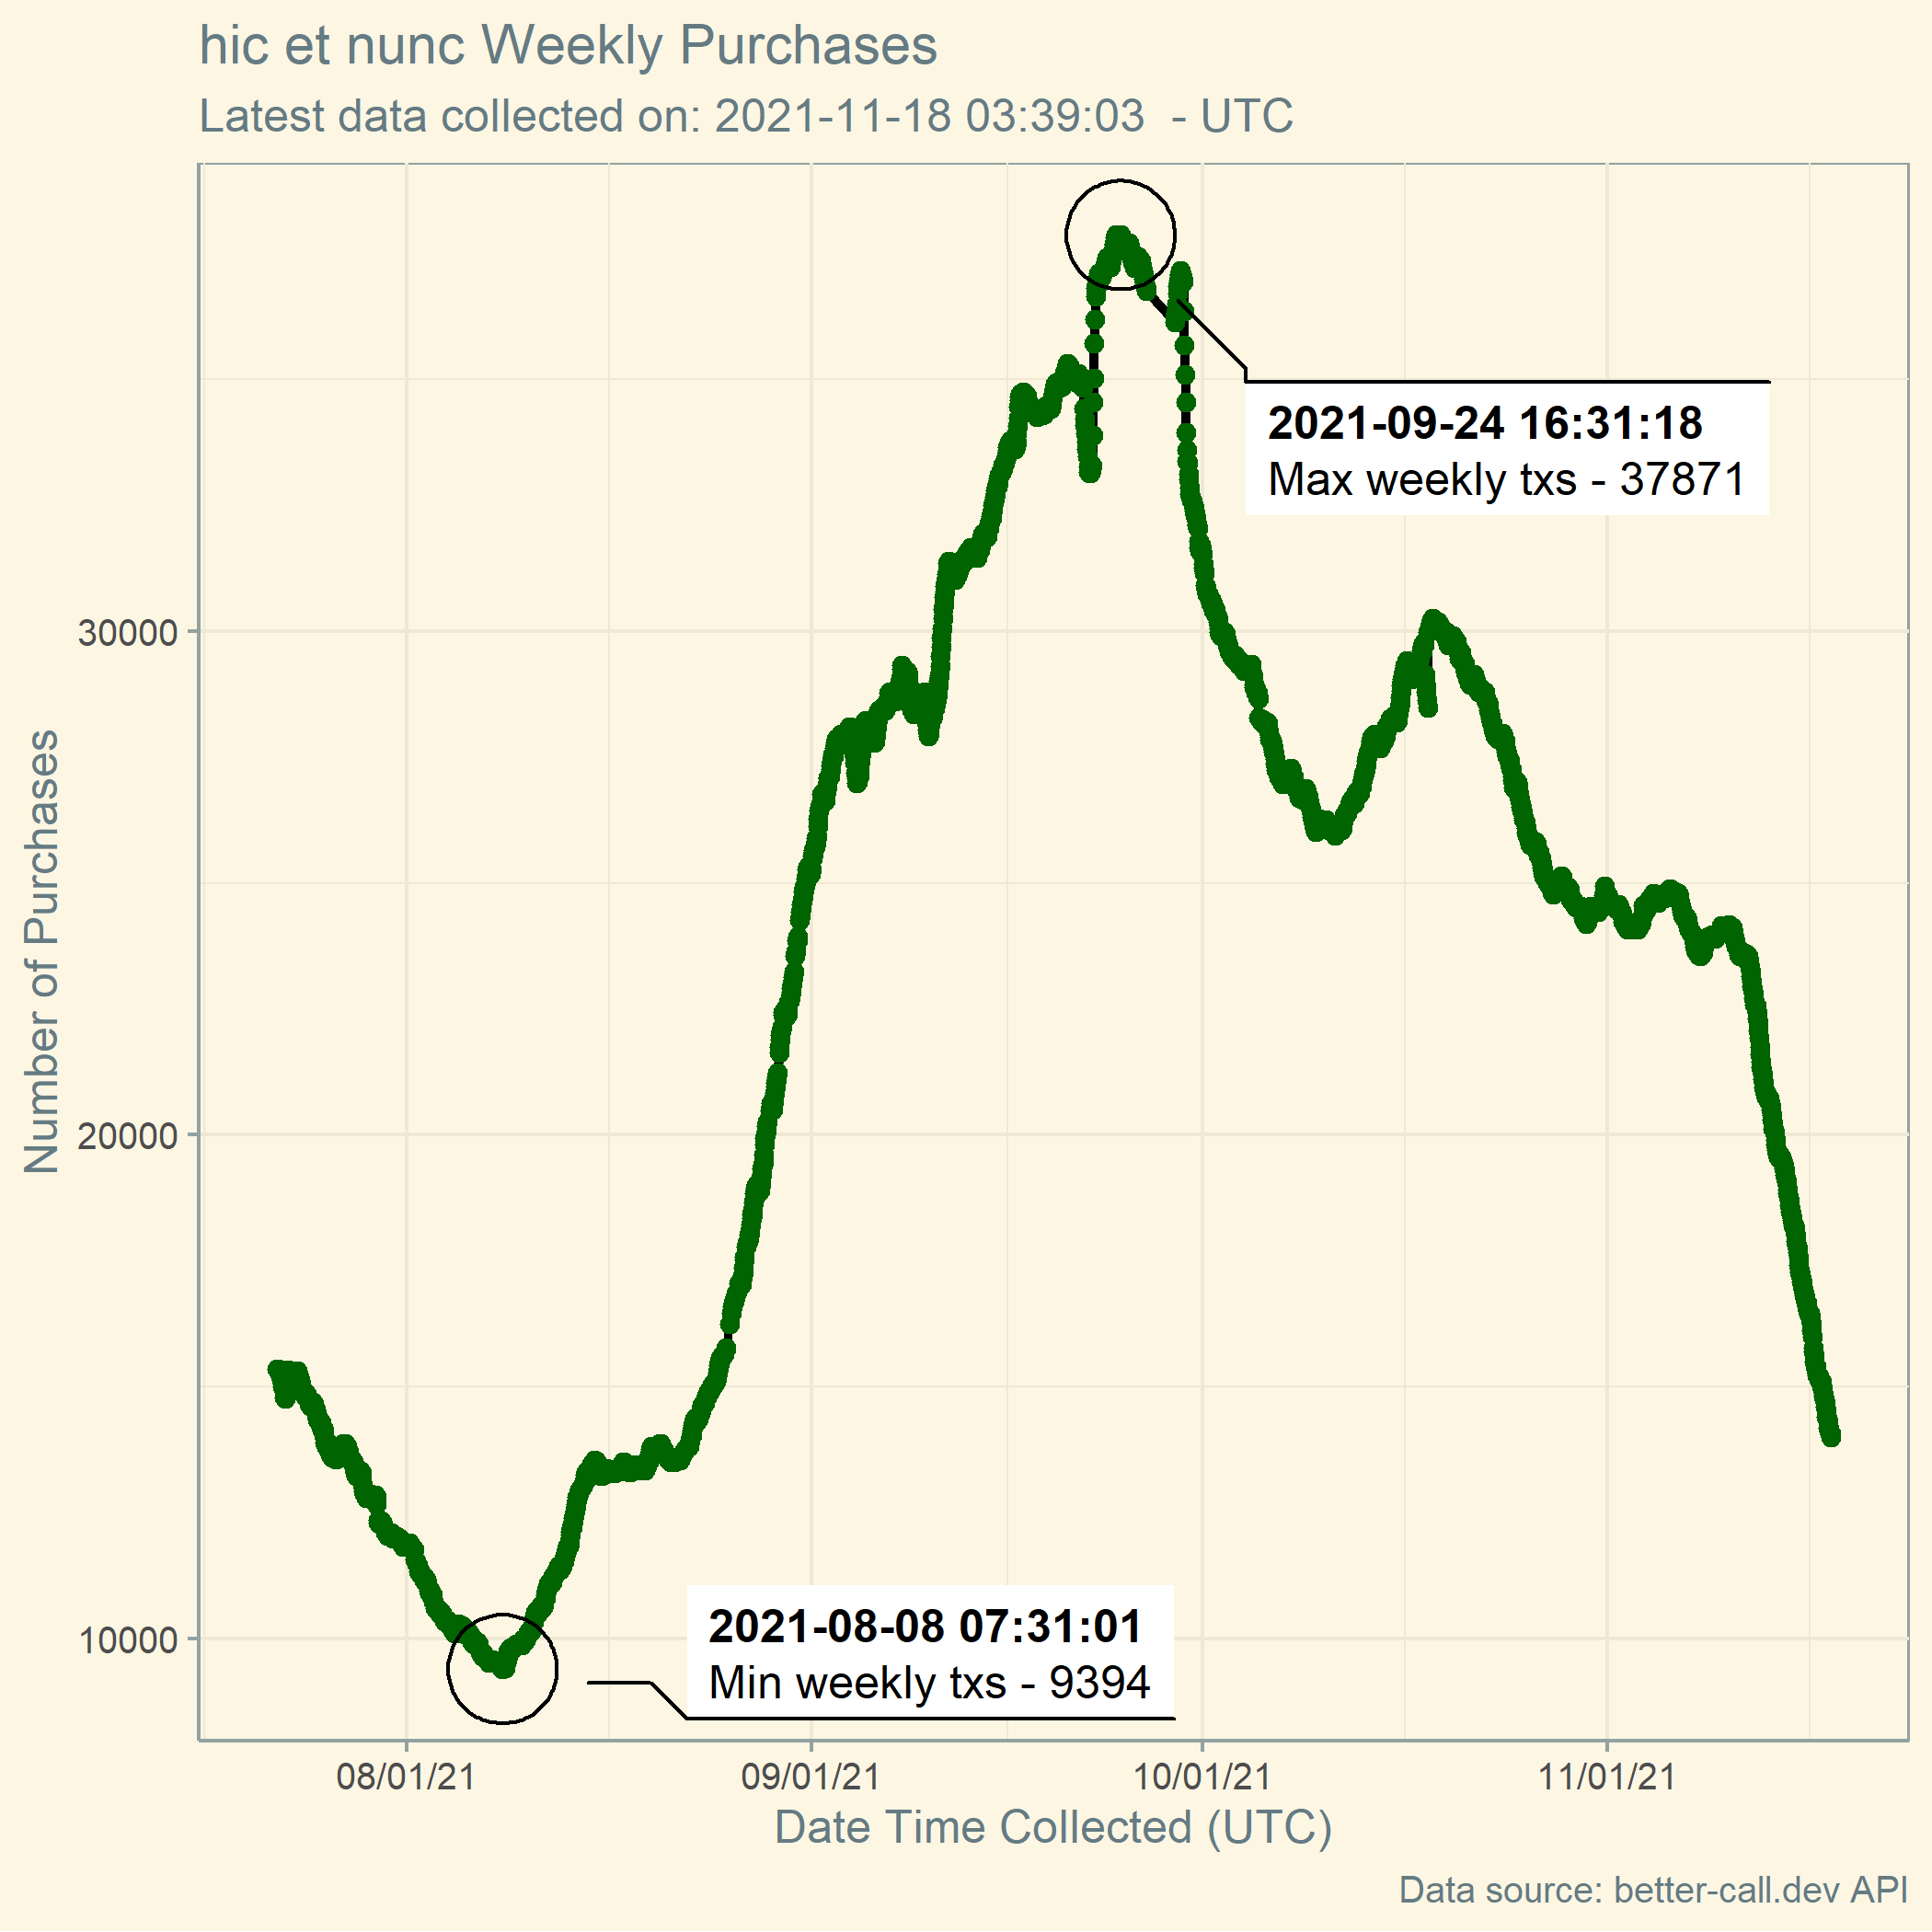 hic et nunc Weekly Purchases
Latest data collected on: 2021-11-18 03:39:03  - UTC
2021-09-24 16:31:18
Max weekly txs - 37871
30000
Number of Purchases
20000
10000
2021-08-08 07:31:01
Min weekly txs - 9394
08/01/21 09/01/21 10/01/21 11/01/21
Date Time Collected (UTC)
Data source: better-call.dev API